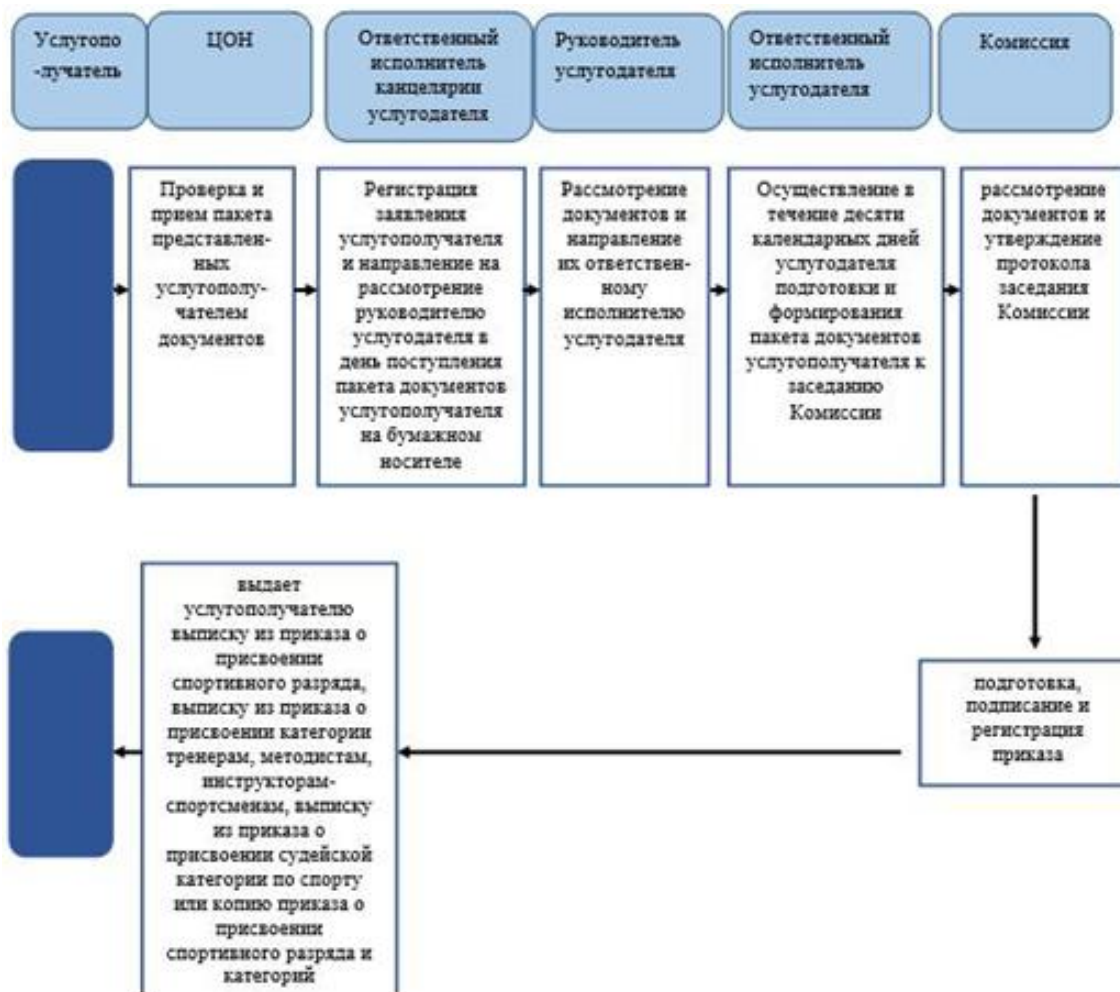 Услугопо
-лучатель
ЦОН
Ответственный
исполнитель
канцелярии
услугодателя
Руководитель
услугодателя
Ответственный
исполнитель
услугодателя
Комиссия
Проверка и
прием пакета
представлен-
ных
услугополу-
чателем
документов
Регистрация
заявления
услугополучателя
и направление на
рассмотрение
руководителю
услугодателя в
день поступления
пакета документов
услугополучателя
на бумажном
носителе
Рассмотрение
документов и
направление
их ответствен-
ному
исполнителю
услугодателя
Осуществление в
течение десяти
календарных дней
услугодателя
подготовки и
формирования
пакета документов
услугополучателя к
заседанию
Комиссии
рассмотрение
документов и
утверждение
протокола
заседания
Комиссии
выдает
услугополучателю
выписку из приказа о
присвоении
спортивного разряда,
выписку из приказа о
присвоении категории
тренерам, методистам,
инструкторам-
спортсменам, выписку
из приказа о
присвоении судейской
категории по спорту
или копию приказа о
присвоении
спортивного разряда и
категорий
подготовка,
подписание и
регистрация
приказа